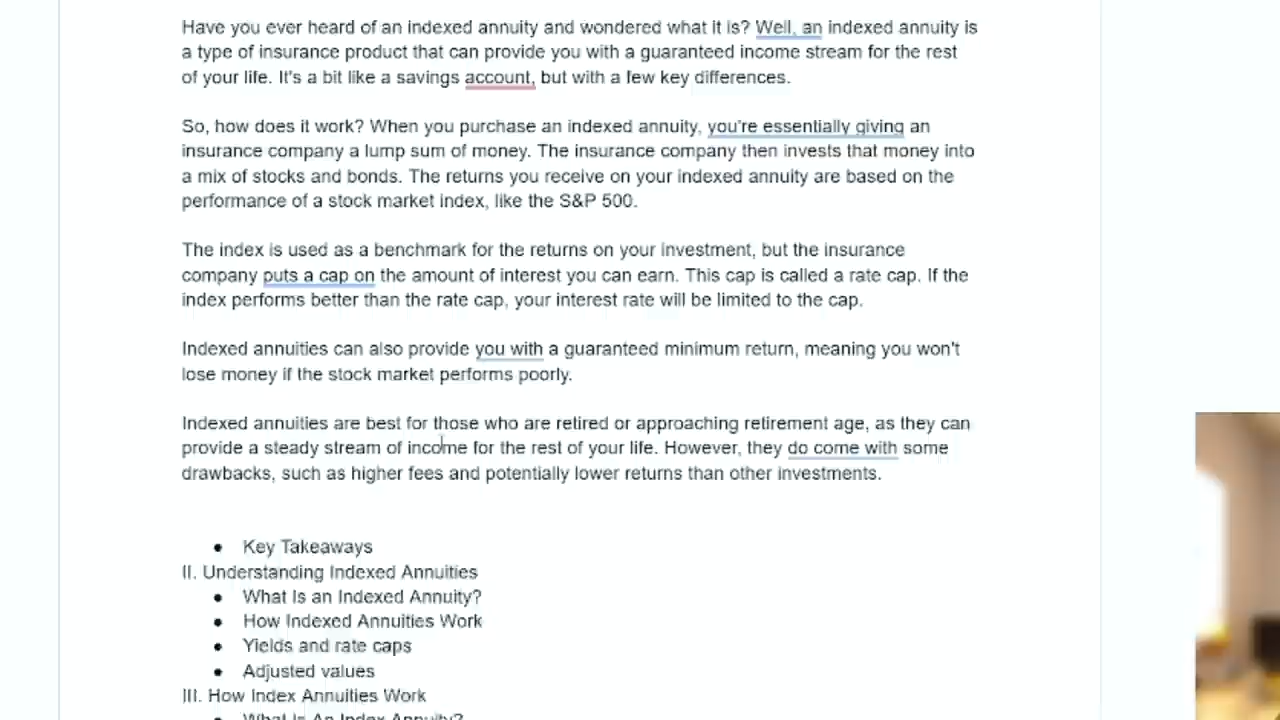 Have you ever heard of an indexed annuity and wondered what it is? Well, an indexed annuity is
a type of insurance product that can provide you with a guaranteed income stream for the rest
of your life. It's a bit like a savings account, but with a few key differences.
So, how does it work? When you purchase an indexed annuity, you're essentially giving an
insurance company a lump sum of money. The insurance company then invests that money into
a mix of stocks and bonds. The returns you receive on your indexed annuity are based on the
performance of a stock market index, like the S&P 500.
The index is used as a benchmark for the returns on your investment, but the insurance
company puts a cap on the amount of interest you can earn. This cap is called a rate cap. If the
index performs better than the rate cap, your interest rate will be limited to the cap.
Indexed annuities can also provide you with a guaranteed minimum return, meaning you won't
lose money if the stock market performs poorly.
Indexed annuities are best for those who are retired or approaching retirement age, as they can
provide a steady stream of income for the rest of your life. However, they do come with some
drawbacks, such as higher fees and potentially lower returns than other investments.
• Key Takeaways
II. Understanding Indexed Annuities
• What Is an Indexed Annuity?
• How Indexed Annuities Work
• Yields and rate caps
• Adjusted values
III. How Index Annuities Work
• What Is An Index Annuity?